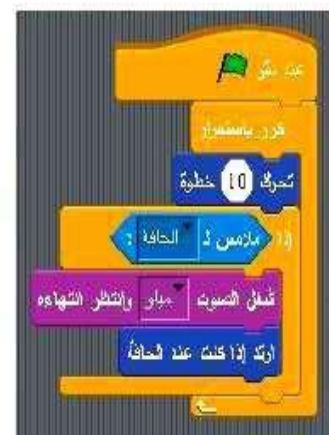 عند نقر
كرر باستمرار
تحرك 10 خطوة
إذا ملامس لـ الحافة :
شغل الصوت مياو وانتظر انتهاءه
ارتد إذا كنت عند الحافة